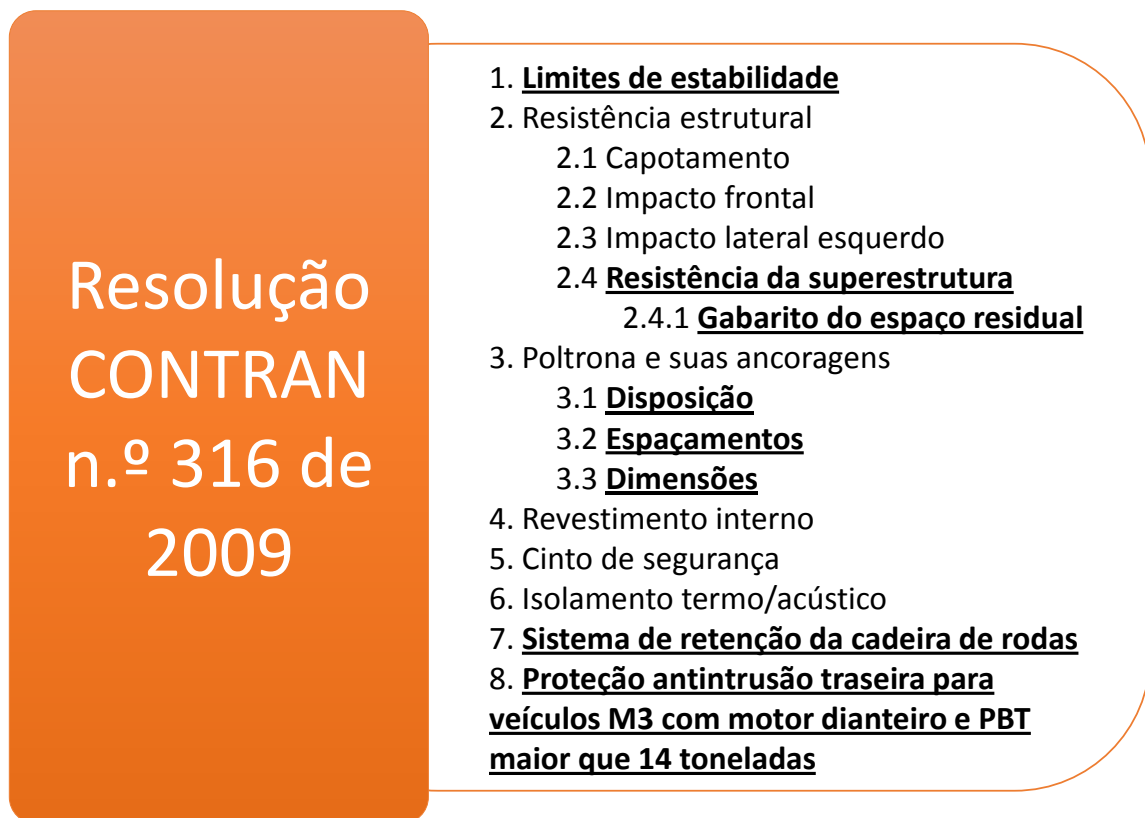 Resolução
CONTRAN
n.º 316 de
2009
1. Limites de estabilidade
2. Resistência estrutural
2.1 Capotamento
2.2 Impacto frontal
2.3 Impacto lateral esquerdo
2.4 Resistência da superestrutura
2.4.1 Gabarito do espaço residual
3. Poltrona e suas ancoragens
3.1 Disposição
3.2 Espaçamentos
3.3 Dimensões
4. Revestimento interno
5. Cinto de segurança
6. Isolamento termo/acústico
7. Sistema de retenção da cadeira de rodas
8. Proteção antintrusão traseira para
veículos M3 com motor dianteiro e PBT
maior que 14 toneladas